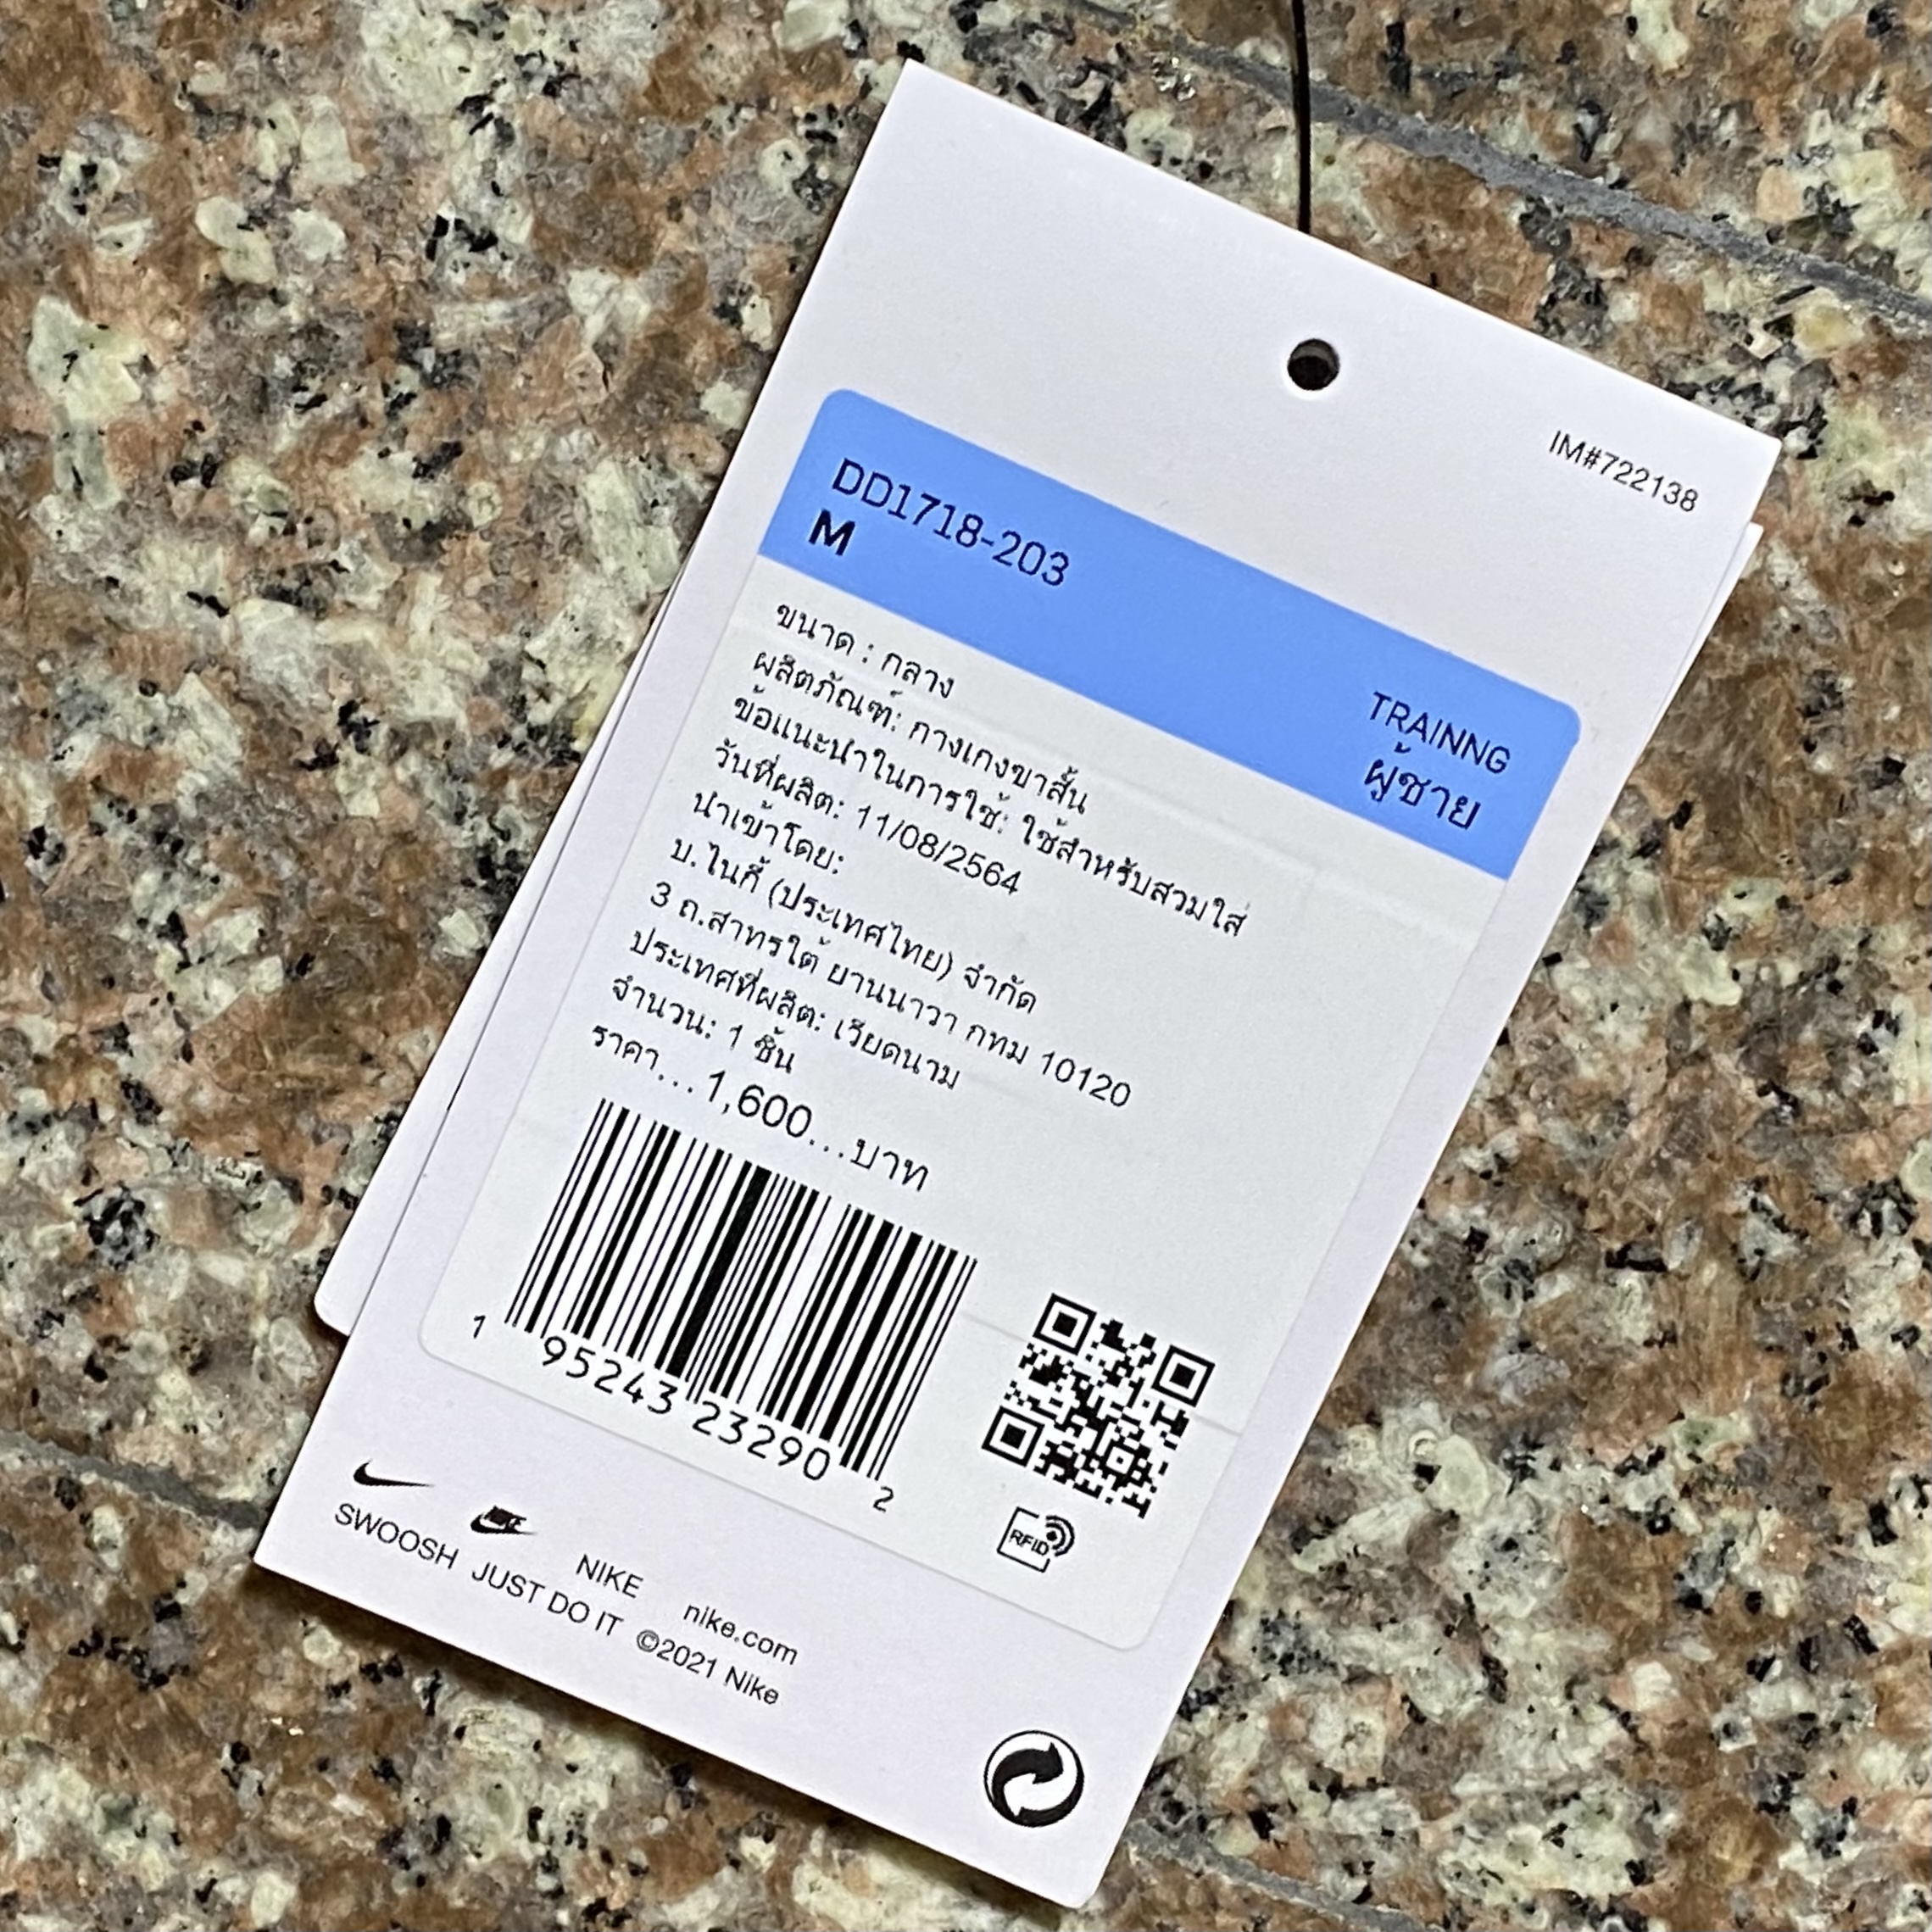 IM#722138
DD1718-203
M
TRAINNG
ผู้ชาย
ขนาด : กลาง
ผลิตภัณฑ์: กางเกงขาสั้น
ข้อแนะนำในการใช้: ใช้สำหรับสวมใส่
วันที่ผลิต: 11/08/2564
นำเข้าโดย:
บ. ไนกี้ (ประเทศไทย) จำกัด
3 ถ.สาทรใต้ ยานนาวา กทม 10120
ประเทศที่ผลิต: เวียดนาม
จำนวน: 1 ชิ้น
ราคา... 1,600...บาท
1 95243 23290 2
RFID
NIKE nike.com
SWOOSH JUST DO IT ©2021 Nike